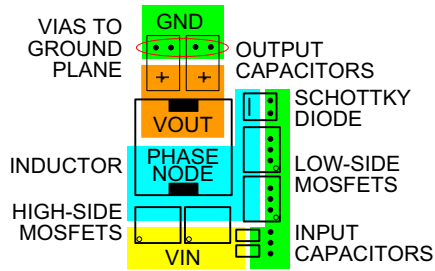 VIAS TO
GROUND
PLANE
GND
OUTPUT
CAPACITORS
+ +
VOUT
SCHOTTKY
DIODE
INDUCTOR
PHASE
NODE
LOW-SIDE
MOSFETS
HIGH-SIDE
MOSFETS
VIN
INPUT
CAPACITORS